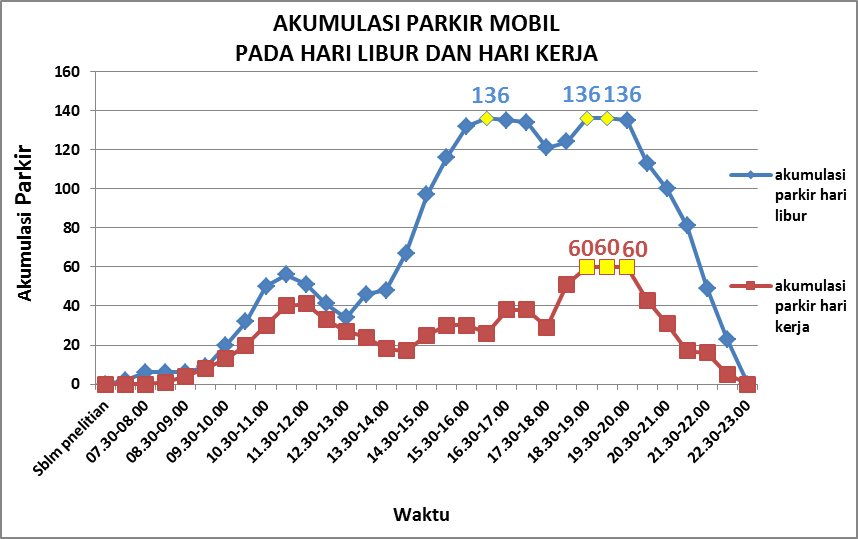 AKUMULASI PARKIR MOBIL
PADA HARI LIBUR DAN HARI KERJA
Akumulasi Parkir
160
140
120
100
80
60
40
20
0
136
136 136
60 60 60
akumulasi
parkir hari
libur
akumulasi
parkir hari
kerja
Sblm pnelitian
07.30-08.00
08.30-09.00
09.30-10.00
10.30-11.00
11.30-12.00
12.30-13.00
13.30-14.00
14.30-15.00
15.30-16.00
16.30-17.00
17.30-18.00
18.30-19.00
19.30-20.00
20.30-21.00
21.30-22.00
22.30-23.00
Waktu